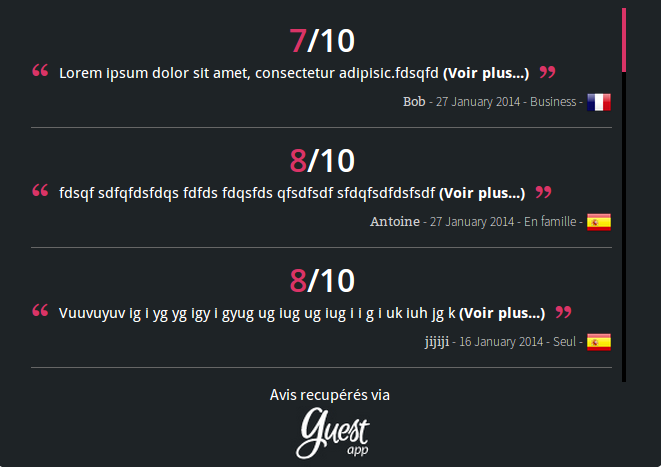 7/10
“ Lorem ipsum dolor sit amet, consectetur adipisic.fdsqfd (Voir plus...) ”
Bob - 27 January 2014 - Business -
8/10
“ fdsqf sdfqfdsfdqs fdfds fdqsfds qfsdfsdf sfdqfsdfdsfsdf (Voir plus...) ”
Antoine - 27 January 2014 - En famille -
8/10
“ Vuuvuyuv ig i yg yg igy i gyug ug iug ug iug i i g i uk iuh jg k (Voir plus...) ”
jijiji - 16 January 2014 - Seul -
Avis recupérés via
Guest
app